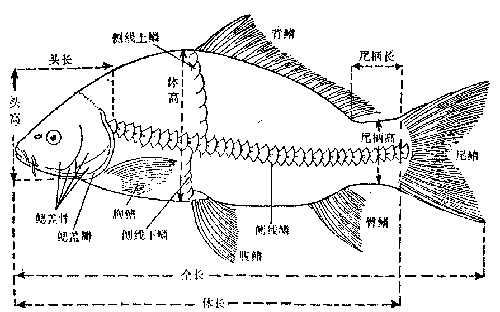 侧线上鳞
背鳍
头长
尾柄长
体高
头高
尾柄高
尾鳍
鳃盖骨
鳃盖膜
胸鳍
侧线下鳞
侧线鳞
臀鳍
腹鳍
全长
体长